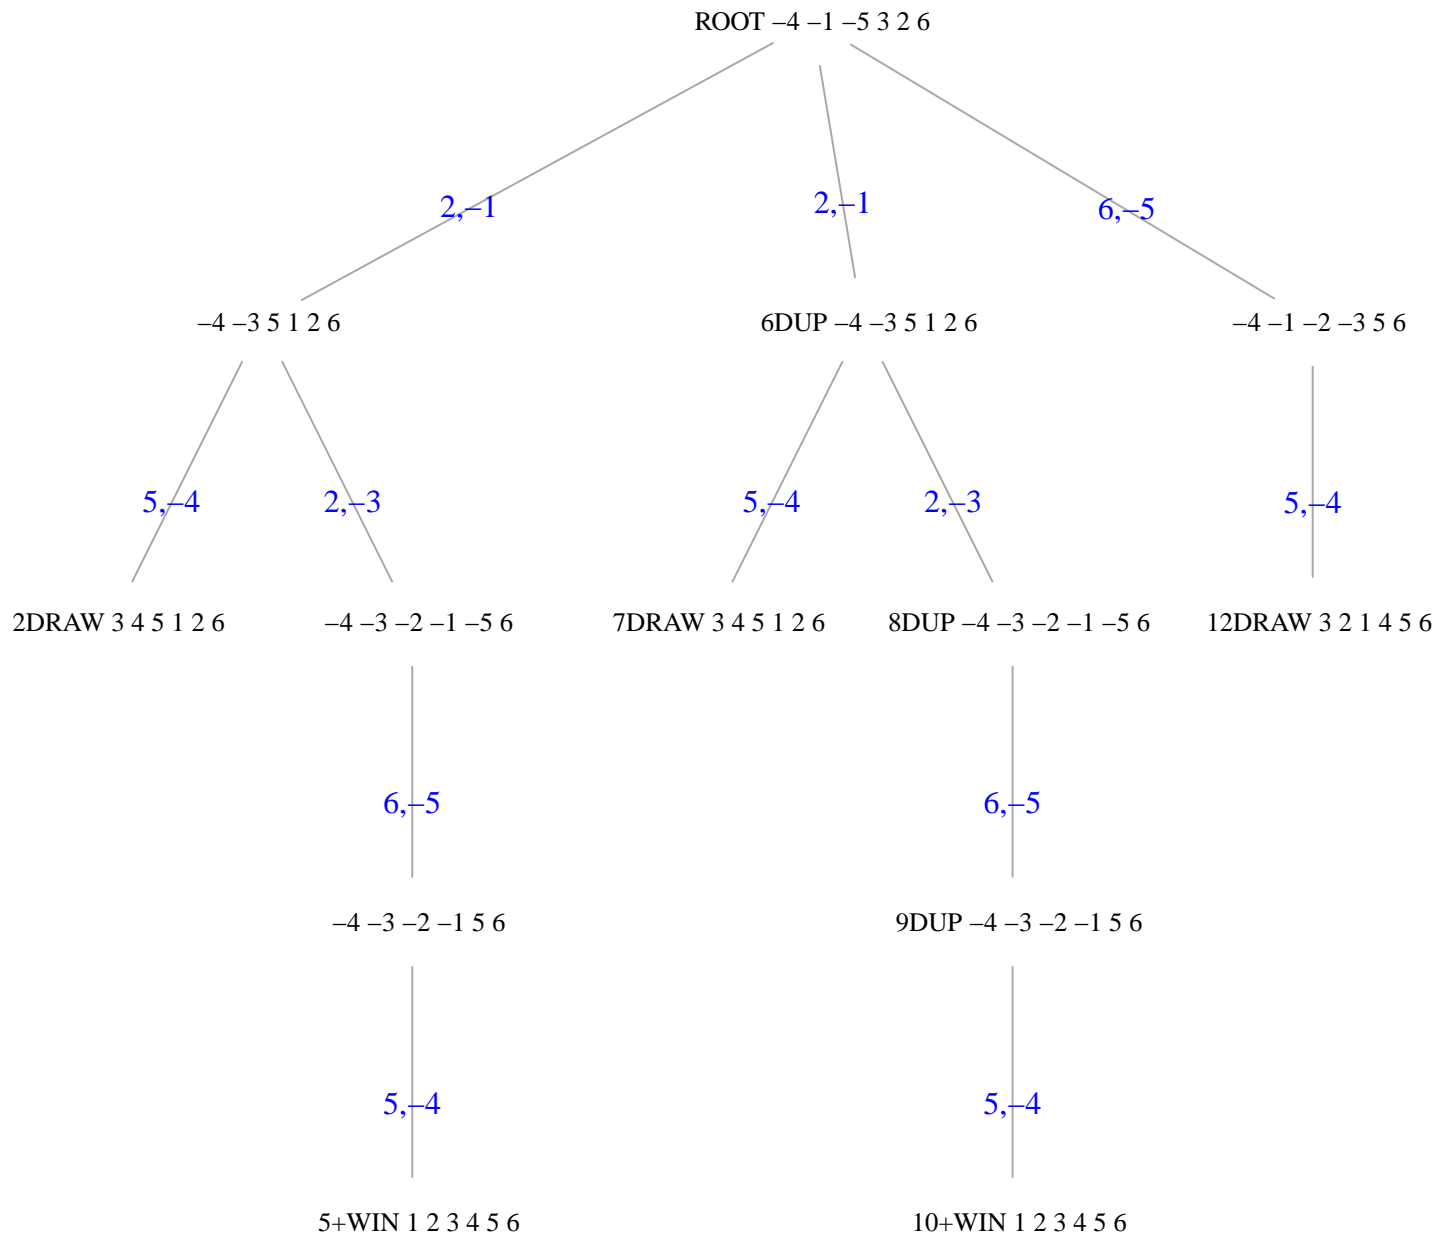 ROOT –4 –1 –5 3 2 6
2,–1
2,–1
6,–5
–4 –3 5 1 2 6
6DUP –4 –3 5 1 2 6
–4 –1 –2 –3 5 6
5,–4
2,–3
5,–4
2,–3
5,–4
2DRAW 3 4 5 1 2 6
–4 –3 –2 –1 –5 6
7DRAW 3 4 5 1 2 6
8DUP –4 –3 –2 –1 –5 6
12DRAW 3 2 1 4 5 6
6,–5
6,–5
–4 –3 –2 –1 5 6
9DUP –4 –3 –2 –1 5 6
5,–4
5,–4
5+WIN 1 2 3 4 5 6
10+WIN 1 2 3 4 5 6